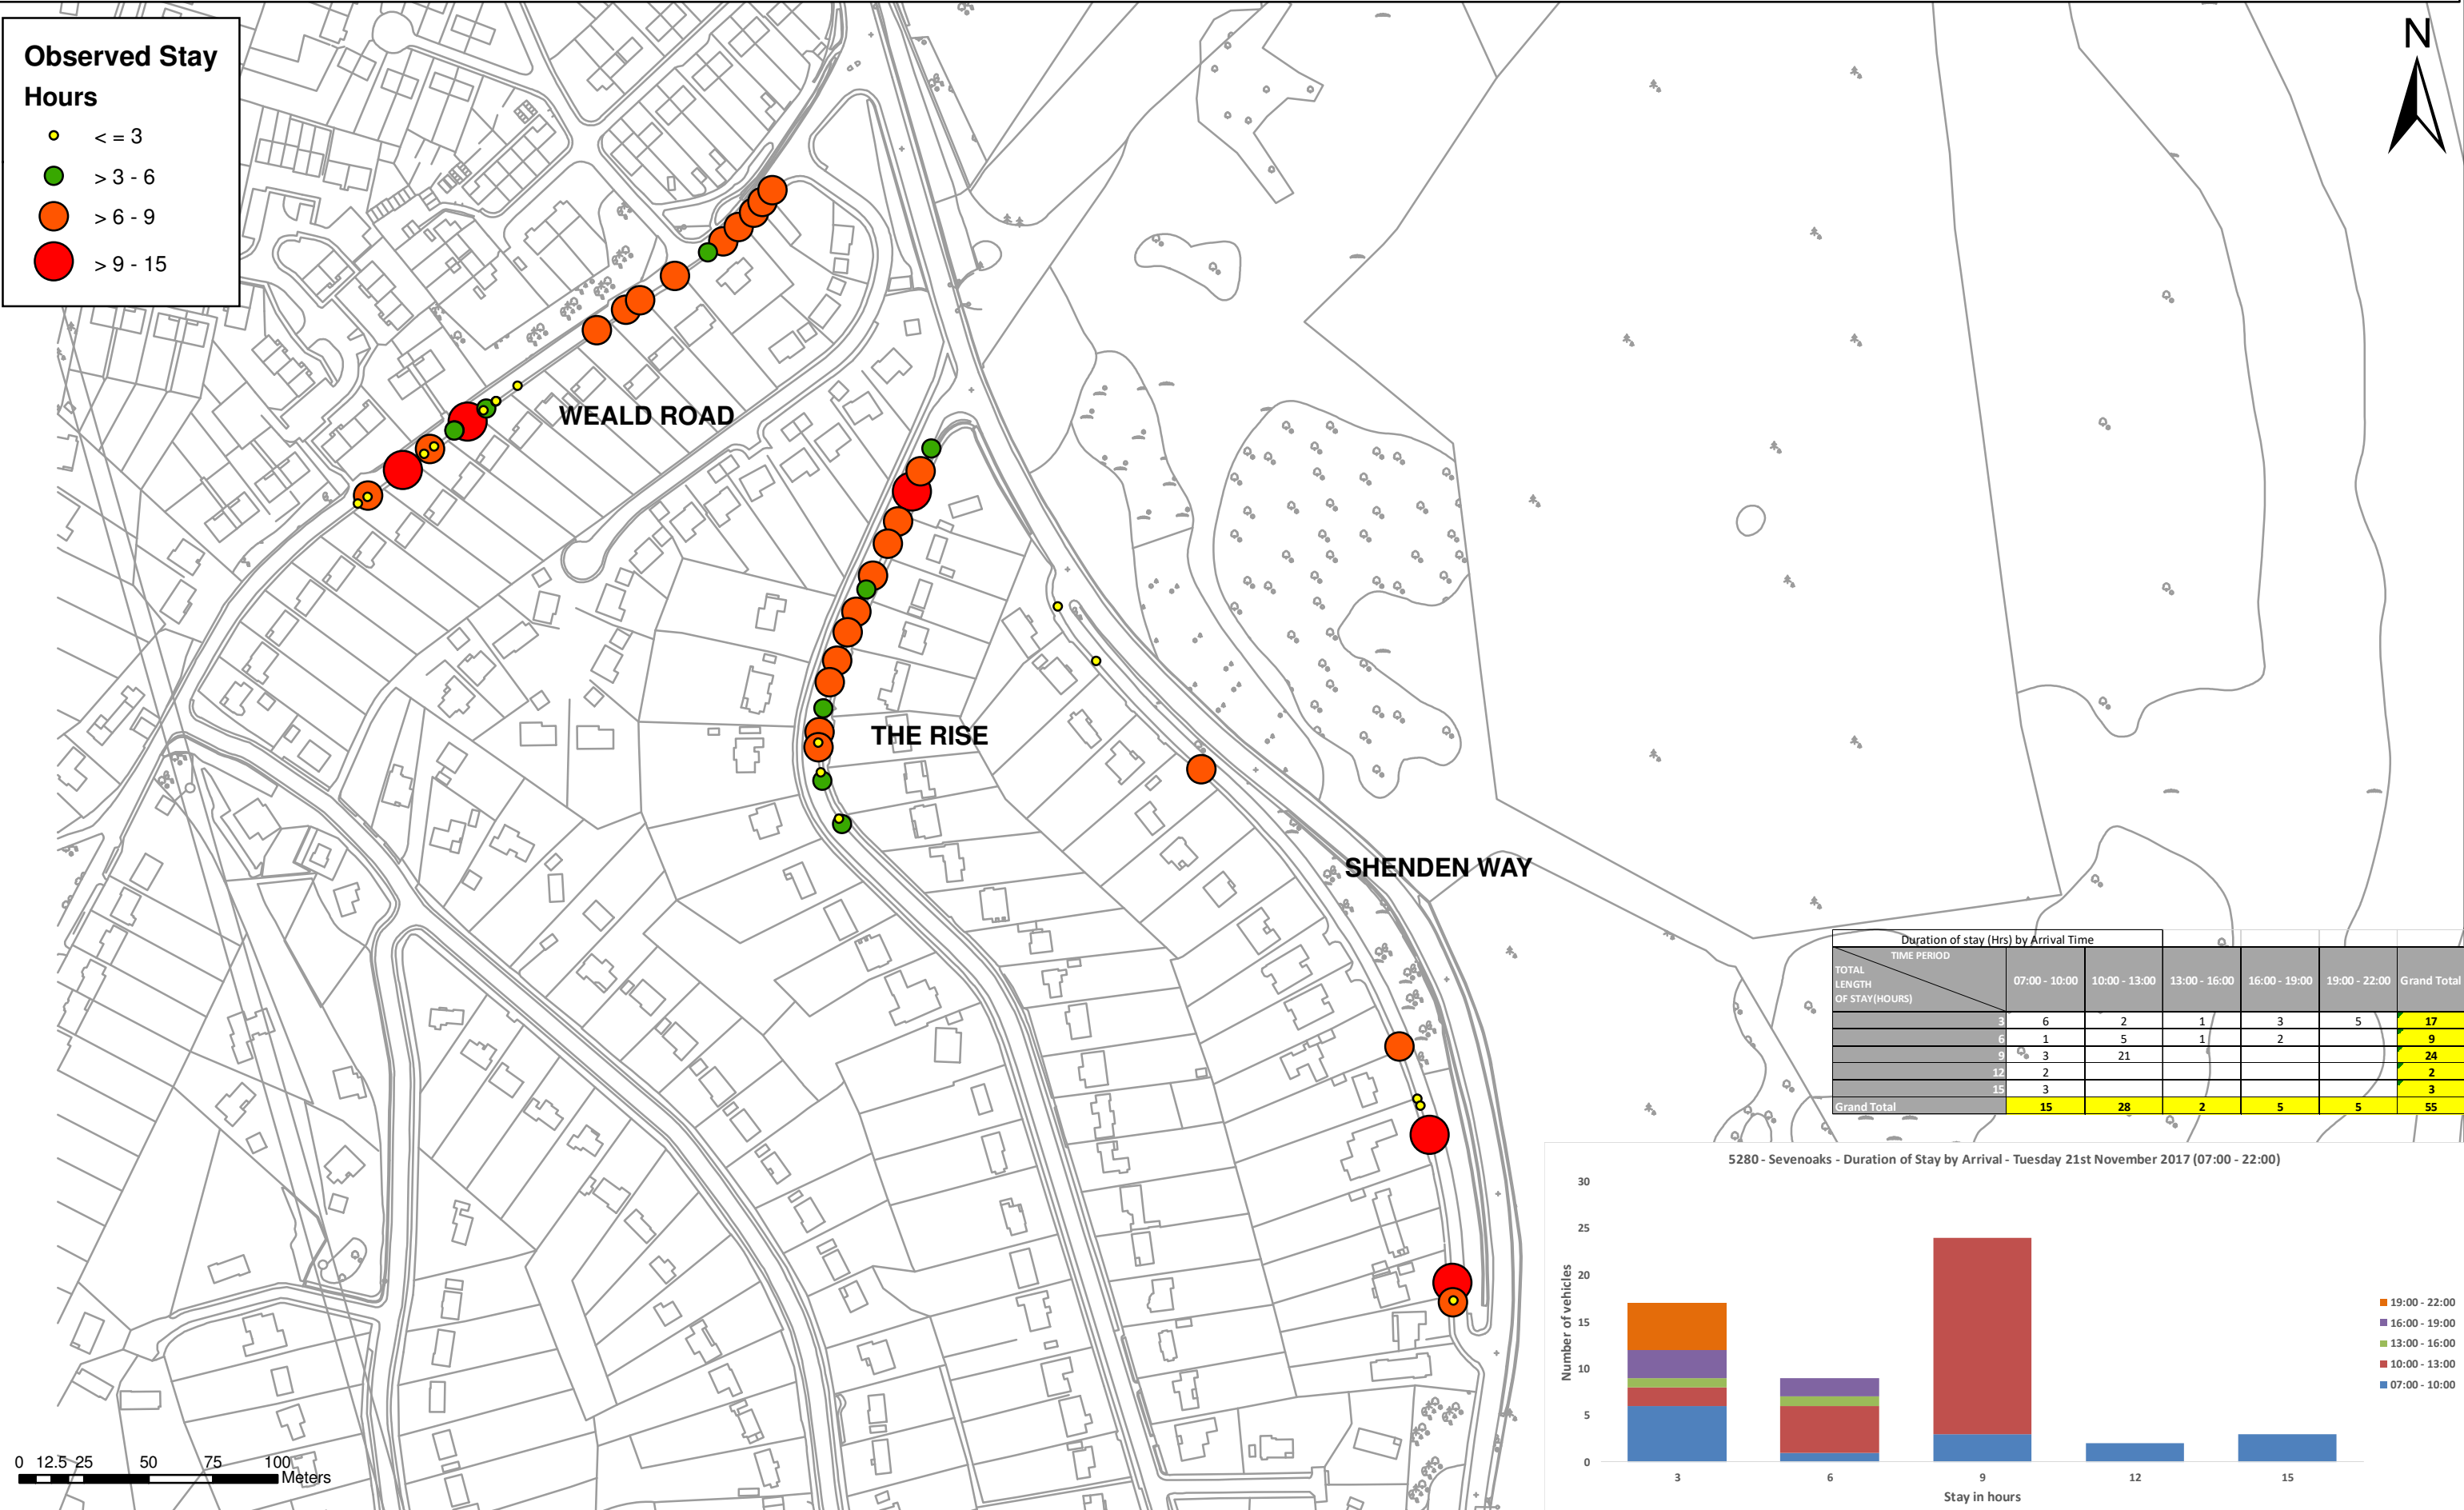 Observed Stay
Hours
< = 3
> 3 - 6
> 6 - 9
> 9 - 15
N
WEALD ROAD
THE RISE
SHENDEN WAY
Duration of stay (Hrs) by Arrival Time
TIME PERIOD
TOTAL
LENGTH
OF STAY(HOURS)
07:00 - 10:00 10:00 - 13:00 13:00 - 16:00 16:00 - 19:00 19:00 - 22:00 Grand Total
3 6 2 1 3 5 17
6 1 5 1 2 9
9 3 21 24
12 2 2
15 3 3
Grand Total 15 28 2 5 5 55
5280 - Sevenoaks - Duration of Stay by Arrival - Tuesday 21st November 2017 (07:00 - 22:00)
30
25
20
15
10
5
0
Number of vehicles
3 6 9 12 15
Stay in hours
19:00 - 22:00
16:00 - 19:00
13:00 - 16:00
10:00 - 13:00
07:00 - 10:00
0 12.5 25 50 75 100
Meters